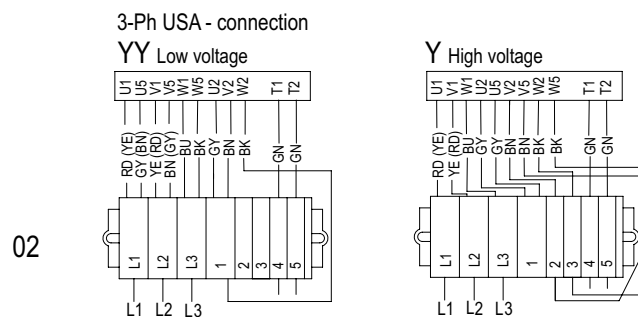 3-Ph USA - connection
YY Low voltage
Y High voltage
U1 U5 V1 V5 W1 W5 U2 V2 W2 T1 T2
U1 V1 W1 U2 U5 V2 V5 W2 W5 T1 T2
RD (YE) GY (BN) YE (RD) BN (GY) BU BK GY BN BK GN GN
RD (YE) YE (RD) BU GY GY BN BN BK BK GN GN
02
L1 L2 L3 1 2 3 4 5
L1 L2 L3 1 2 3 4 5
L1 L2 L3
L1 L2 L3